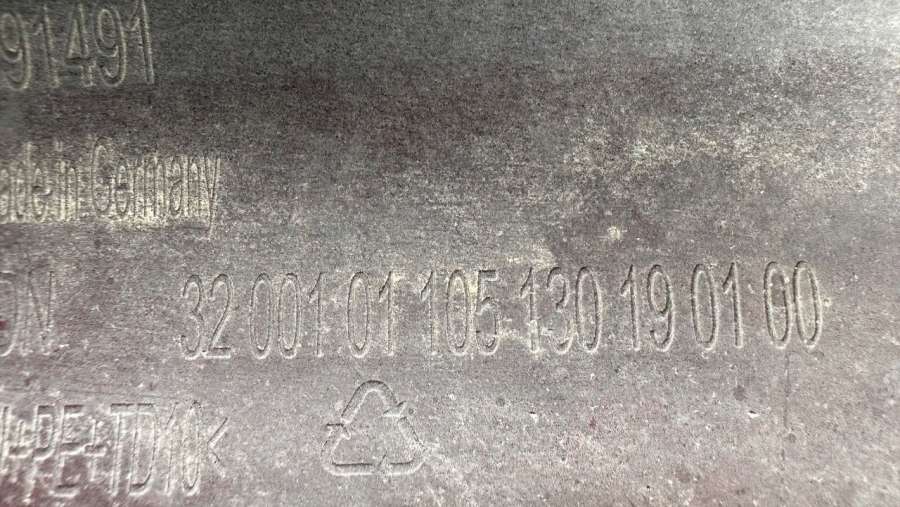 91491
ade in Germany
32 001 01 105 130 19 01 00
+PE+TD10<